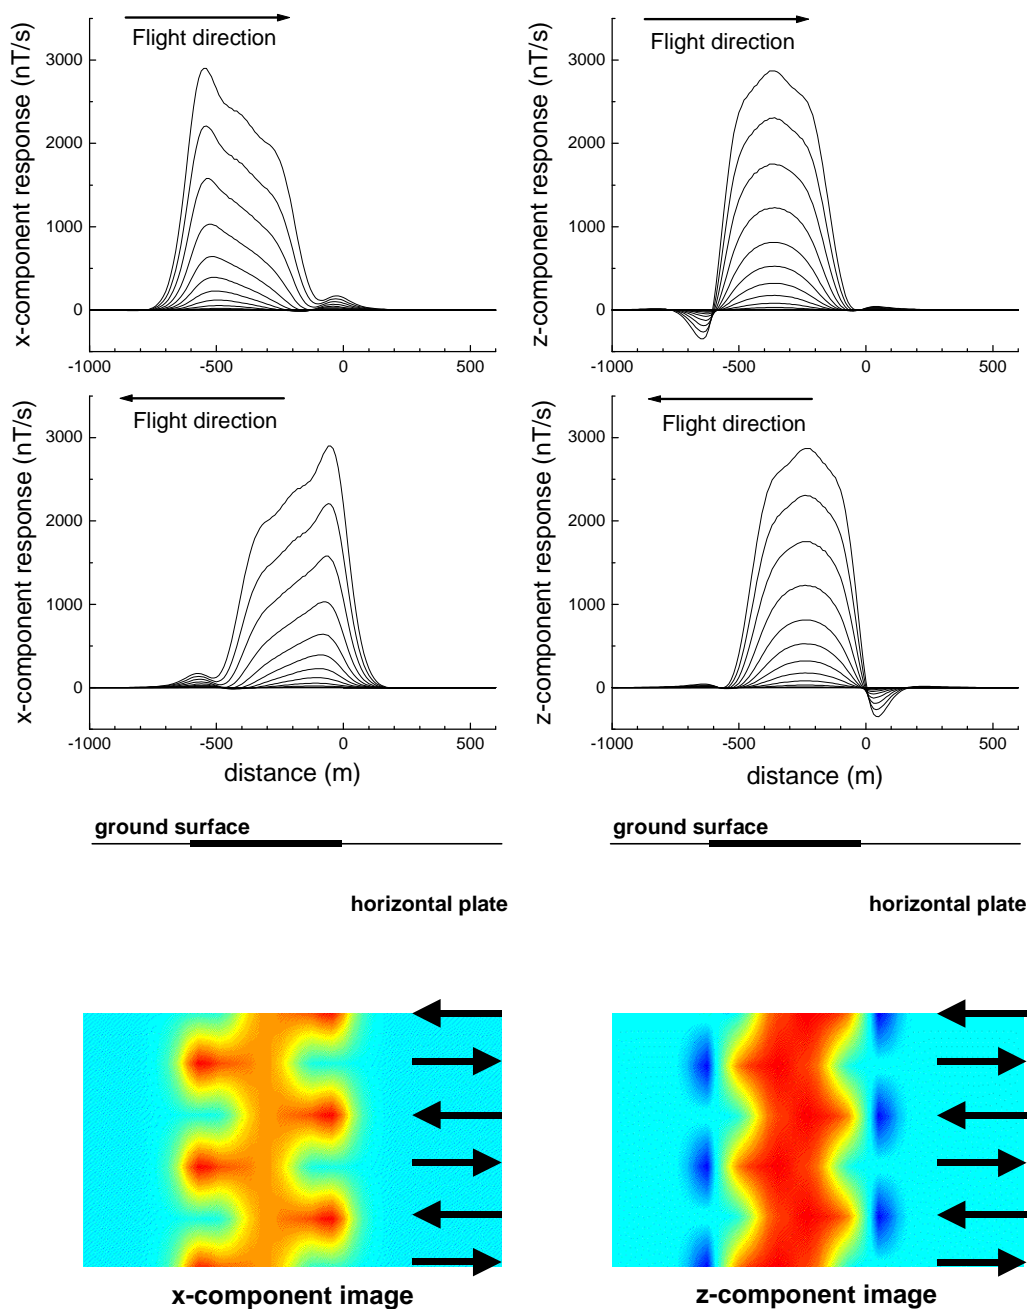 Flight direction
x-component response (nT/s)
3000
2000
1000
0
-1000
-500
0
500
Flight direction
z-component response (nT/s)
3000
2000
1000
0
-1000
-500
0
500
Flight direction
x-component response (nT/s)
3000
2000
1000
0
-1000
-500
0
500
distance (m)
Flight direction
z-component response (nT/s)
3000
2000
1000
0
-1000
-500
0
500
distance (m)
ground surface
horizontal plate
ground surface
horizontal plate
x-component image
z-component image